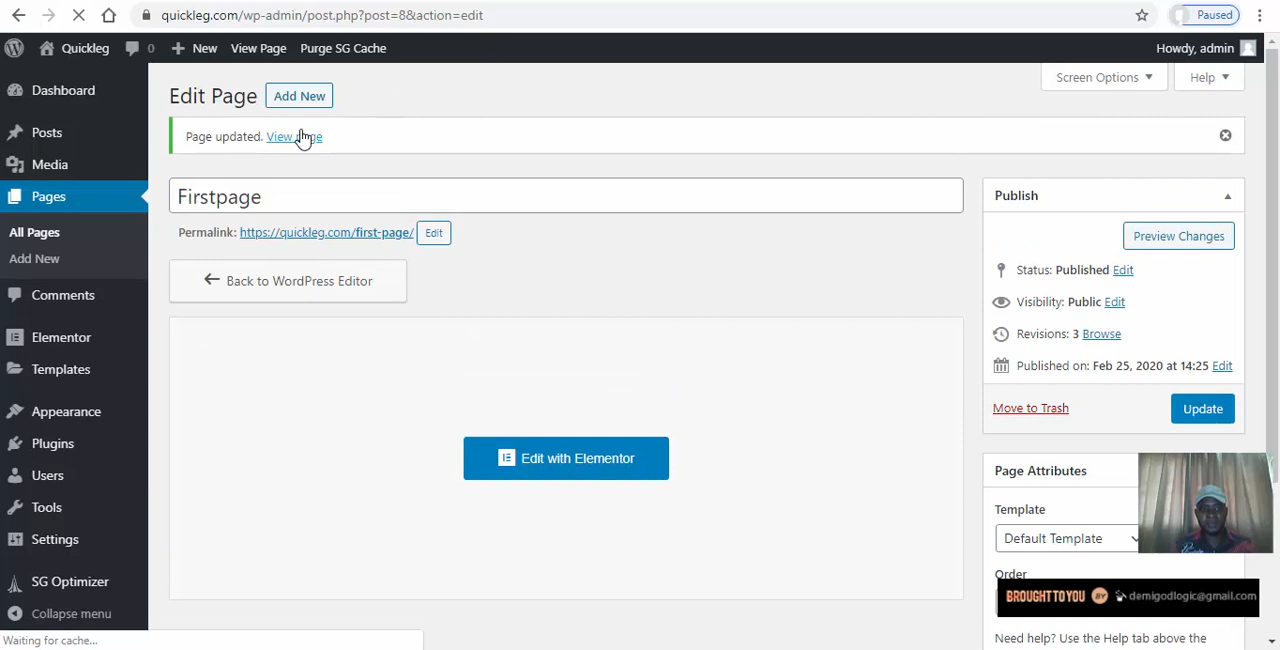 quickleg.com/wp-admin/post.php?post=8&action=edit
Paused
Quickleg
0
New
View Page
Purge SG Cache
Howdy, admin
Dashboard
Posts
Media
Pages
All Pages
Add New
Comments
Elementor
Templates
Appearance
Plugins
Users
Tools
Settings
SG Optimizer
Collapse menu
Waiting for cache...
Edit Page
Add New
Screen Options
Help
Page updated. View page
Firstpage
Permalink: https://quickleg.com/first-page/ Edit
Back to WordPress Editor
Edit with Elementor
Publish
Preview Changes
Status: Published Edit
Visibility: Public Edit
Revisions: 3 Browse
Published on: Feb 25, 2020 at 14:25 Edit
Move to Trash
Update
Page Attributes
Template
Default Template
Order
BROUGHT TO YOU BY demigodlogic@gmail.com
Need help? Use the Help tab above the